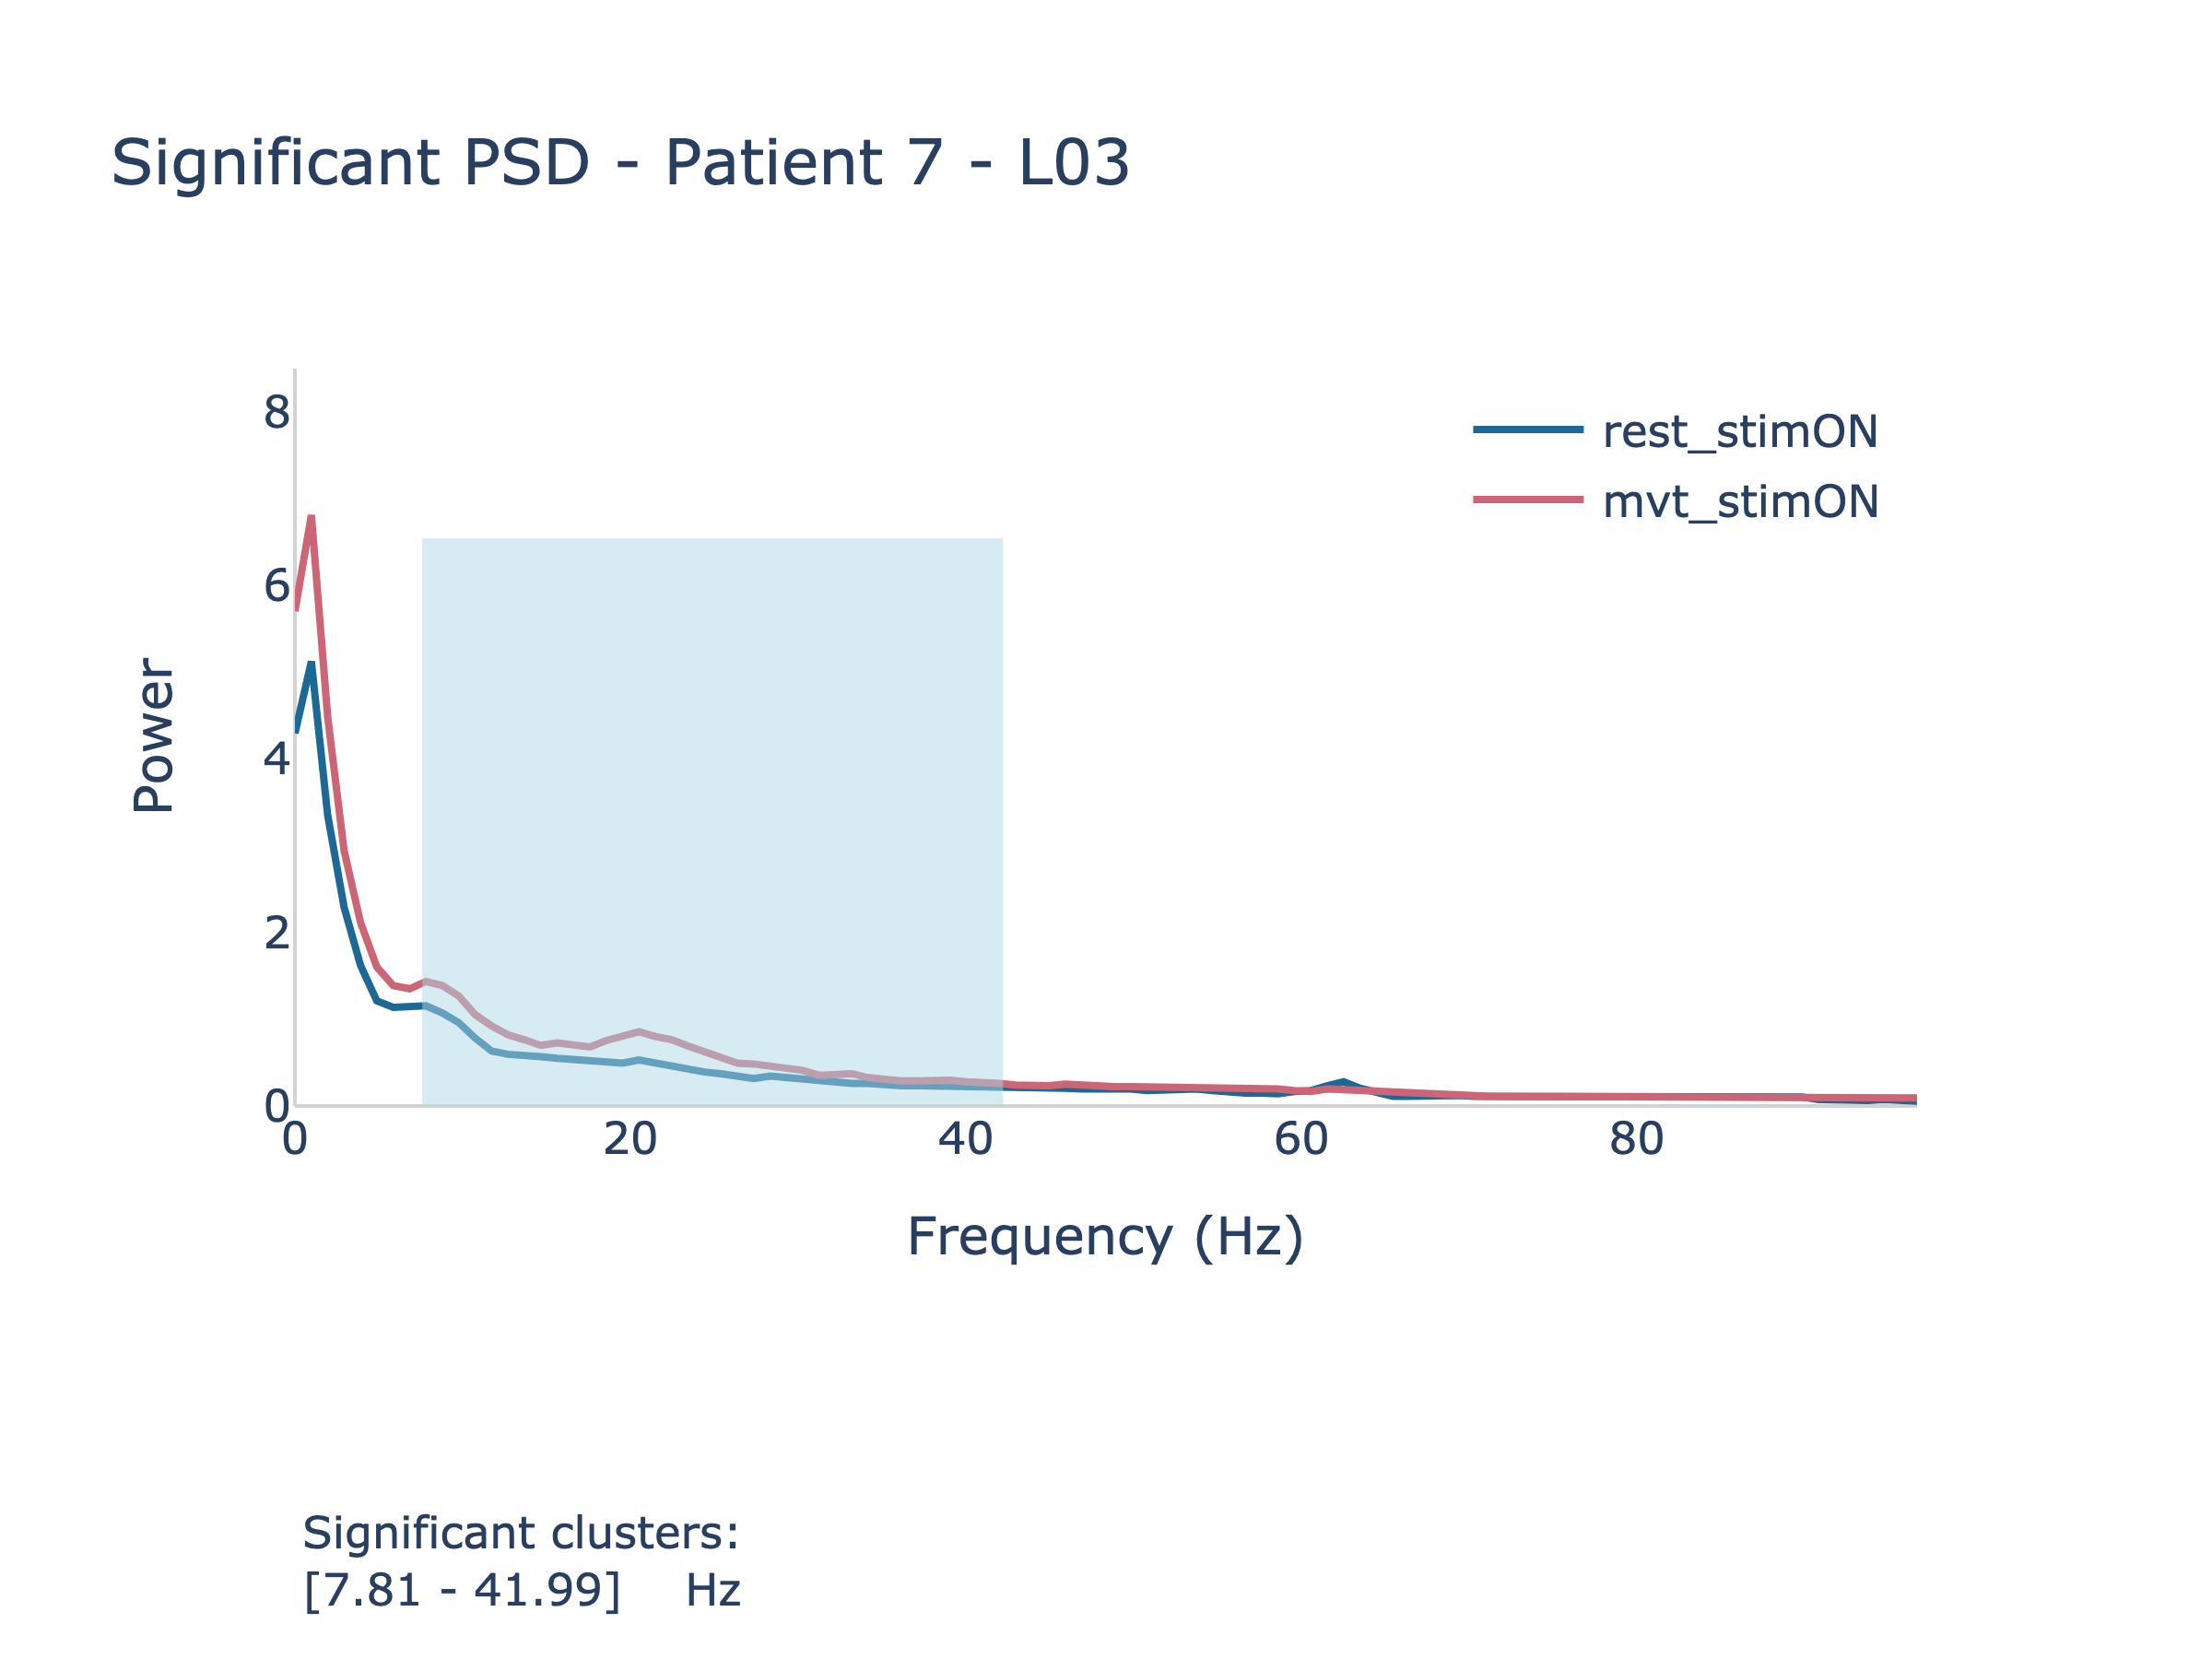 Significant PSD - Patient 7 - L03
rest_stimON
mvt_stimON
Power
8
6
4
2
0
0 20 40 60 80
Frequency (Hz)
Significant clusters:
[7.81 - 41.99] Hz